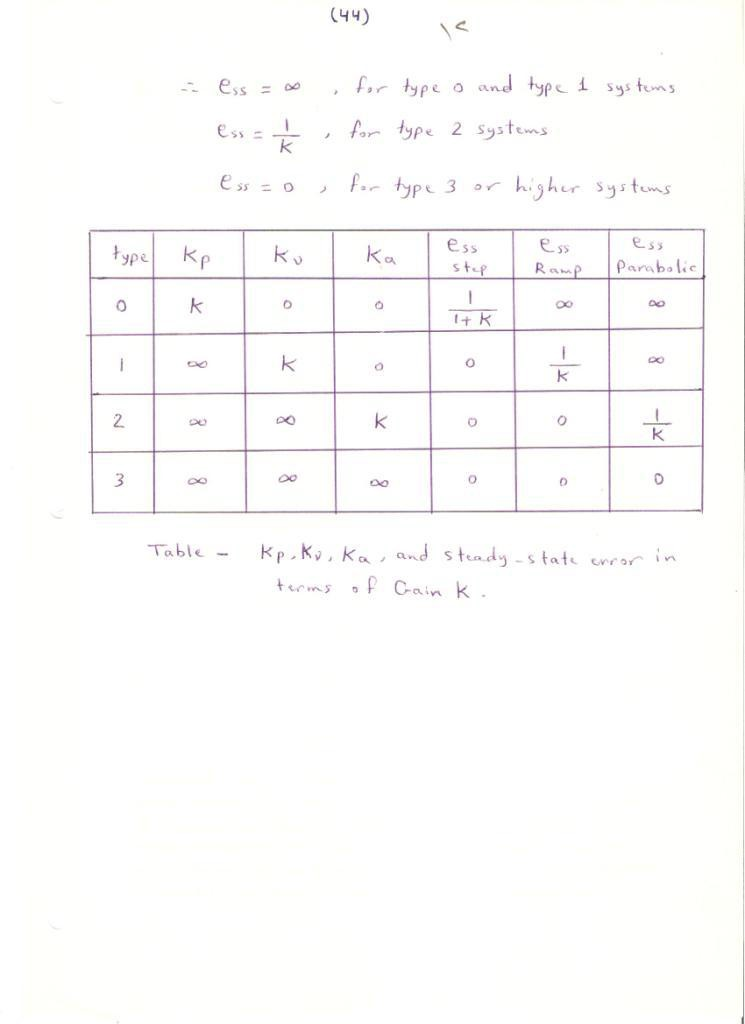 (44)
∴ ess = ∞ , for type 0 and type 1 systems
ess = 1/K , for type 2 systems
ess = 0 , for type 3 or higher systems
type Kp Kv Ka ess step ess Ramp ess Parabolic
0 K 0 0 1/1+K ∞ ∞
1 ∞ K 0 0 1/K ∞
2 ∞ ∞ K 0 0 1/K
3 ∞ ∞ ∞ 0 0 0
Table - Kp, Kv, Ka, and steady-state error in
terms of Gain K.